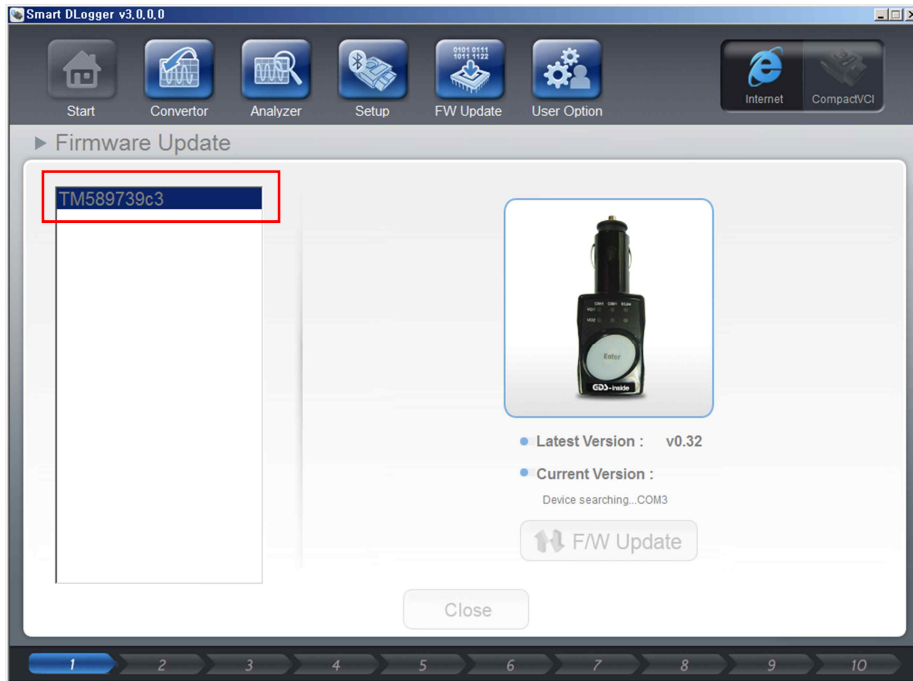 Smart DLogger v3.0.0.0
0101 0111
1011 1122
Start
Convertor
Analyzer
Setup
FW Update
User Option
Internet
CompactVCI
Firmware Update
TM589739c3
Enter
GDS-inside
Latest Version : v0.32
Current Version :
Device searching...COM3
F/W Update
Close
1 2 3 4 5 6 7 8 9 10